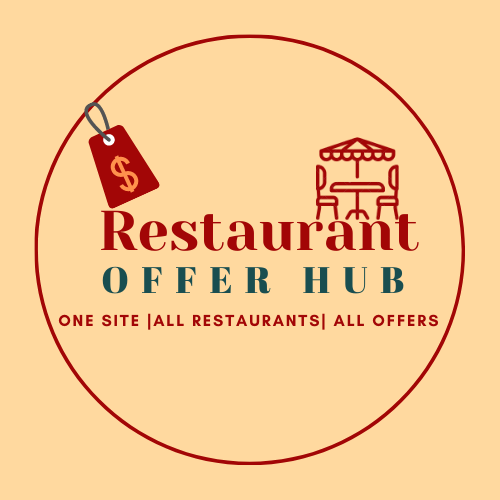 $
Restaurant
OFFER HUB
ONE SITE |ALL RESTAURANTS| ALL OFFERS